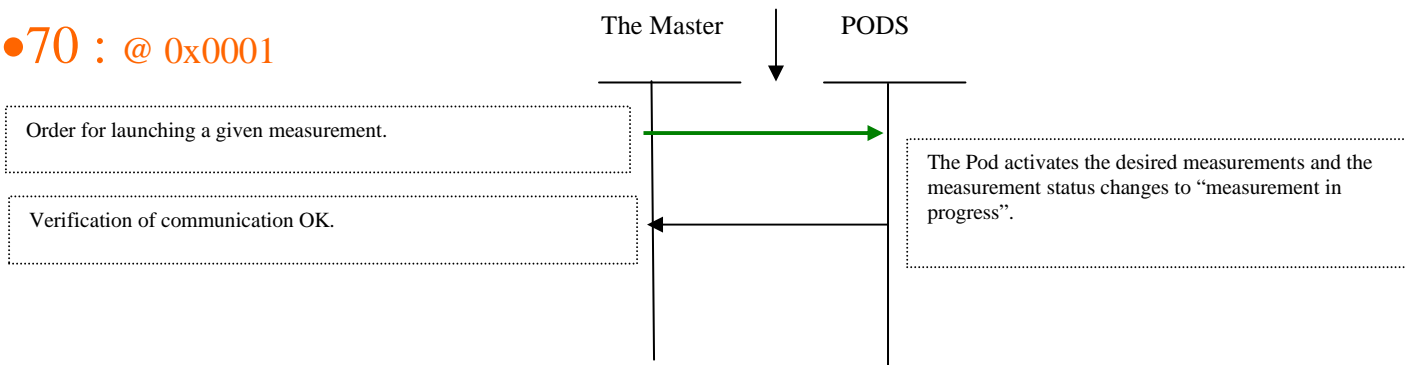 The Master PODS
•70 : @ 0x0001
Order for launching a given measurement.
The Pod activates the desired measurements and the
measurement status changes to “measurement in
progress”.
Verification of communication OK.